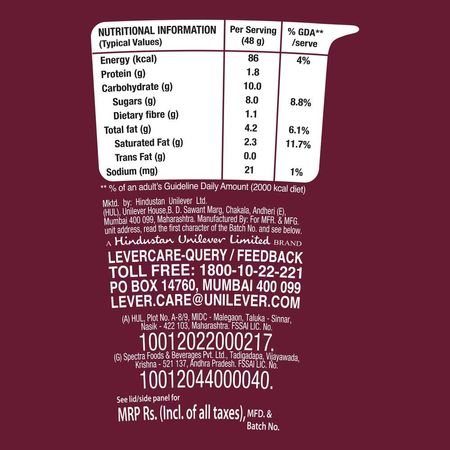 NUTRITIONAL INFORMATION Per Serving % GDA**
(Typical Values) (48 g) /serve
Energy (kcal) 86 4%
Protein (g) 1.8
Carbohydrate (g) 10.0
Sugars (g) 8.0 8.8%
Dietary fibre (g) 1.1
Total fat (g) 4.2 6.1%
Saturated Fat (g) 2.3 11.7%
Trans Fat (g) 0.0
Sodium (mg) 21 1%
** % of an adult's Guideline Daily Amount (2000 kcal diet)
Mktd. by: Hindustan Unilever Ltd.
(HUL), Unilever House,B. D. Sawant Marg, Chakala, Andheri (E),
Mumbai 400 099, Maharashtra. Manufactured By: For MFR. & MFG.
unit address, read the first character of the Batch No. and see below.
A Hindustan Unilever Limited BRAND
LEVERCARE-QUERY / FEEDBACK
TOLL FREE: 1800-10-22-221
PO BOX 14760, MUMBAI 400 099
LEVER.CARE@UNILEVER.COM
(A) HUL, Plot No. A-8/9, MIDC - Malegaon, Taluka - Sinnar,
Nasik - 422 103, Maharashtra. FSSAI LIC. No.
10012022000217.
(G) Spectra Foods & Beverages Pvt. Ltd., Tadigadapa, Vijayawada,
Krishna - 521 137, Andhra Pradesh. FSSAI LIC. No.
10012044000040.
See lid/side panel for
MRP Rs. (Incl. of all taxes), MFD. &
Batch No.